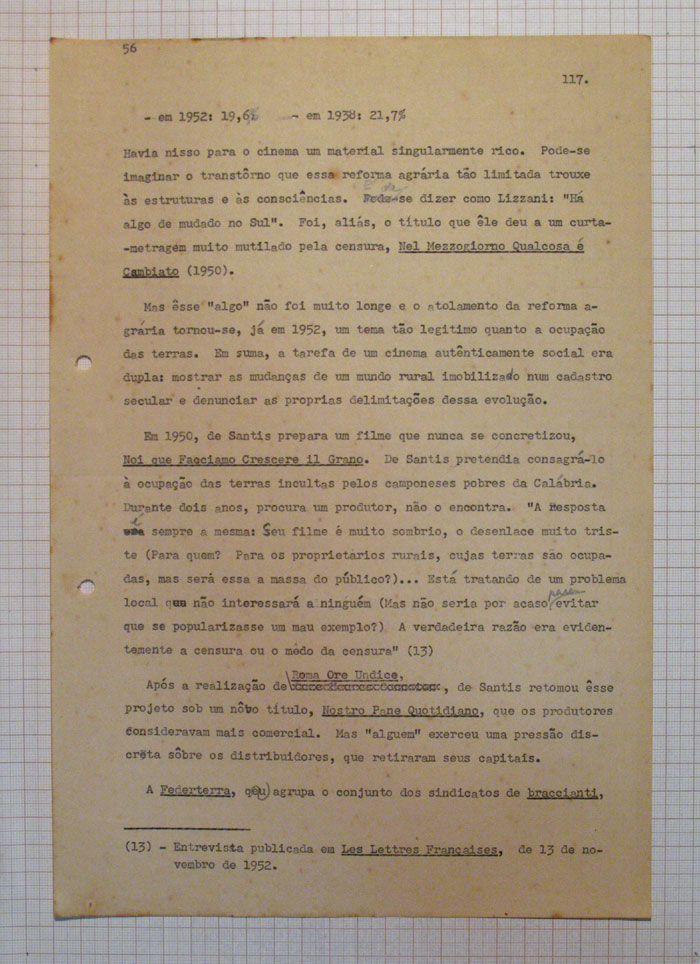 56
117.
- em 1952: 19,6% - em 1938: 21,7%
Havia nisso para o cinema um material singularmente rico. Pode-se
imaginar o transtôrno que essa reforma agrária tão limitada trouxe
às estruturas e às consciências. Pode-se dizer como Lizzani: "Há
algo de mudado no Sul". Foi, aliás, o título que êle deu a um curta-
-metragem muito mutilado pela censura, Nel Mezzogiorno Qualcosa é
Cambiato (1950).
Mas êsse "algo" não foi muito longe e o atolamento da reforma a-
grária tornou-se, já em 1952, um tema tão legitimo quanto a ocupação
das terras. Em suma, a tarefa de um cinema autênticamente social era
dupla: mostrar as mudanças de um mundo rural imobilizado num cadastro
secular e denunciar as proprias delimitações dessa evolução.
Em 1950, de Santis prepara um filme que nunca se concretizou,
Noi que Facciamo Crescere il Grano. De Santis pretendia consagrá-lo
à ocupação das terras incultas pelos camponeses pobres da Calábria.
Durante dois anos, procura um produtor, não o encontra. "A Resposta
é sempre a mesma: Seu filme é muito sombrio, o desenlace muito tris-
te (Para quem? Para os proprietários rurais, cujas terras são ocupa-
das, mas será essa a massa do público?)... Está tratando de um problema
local que não interessará a ninguém (Mas não seria por acaso para evitar
que se popularizasse um mau exemplo?) A verdadeira razão era eviden-
temente a censura ou o mêdo da censura" (13)
Após a realização de Roma Ore Undice, de Santis retomou êsse
projeto sob um nôvo título, Nostro Pane Quotidiano, que os produtores
consideravam mais comercial. Mas "alguem" exerceu uma pressão dis-
creta sôbre os distribuidores, que retiraram seus capitais.
A Federterra, que agrupa o conjunto dos sindicatos de braccianti,
(13) - Entrevista publicada em Les Lettres Françaises, de 13 de no-
vembro de 1952.